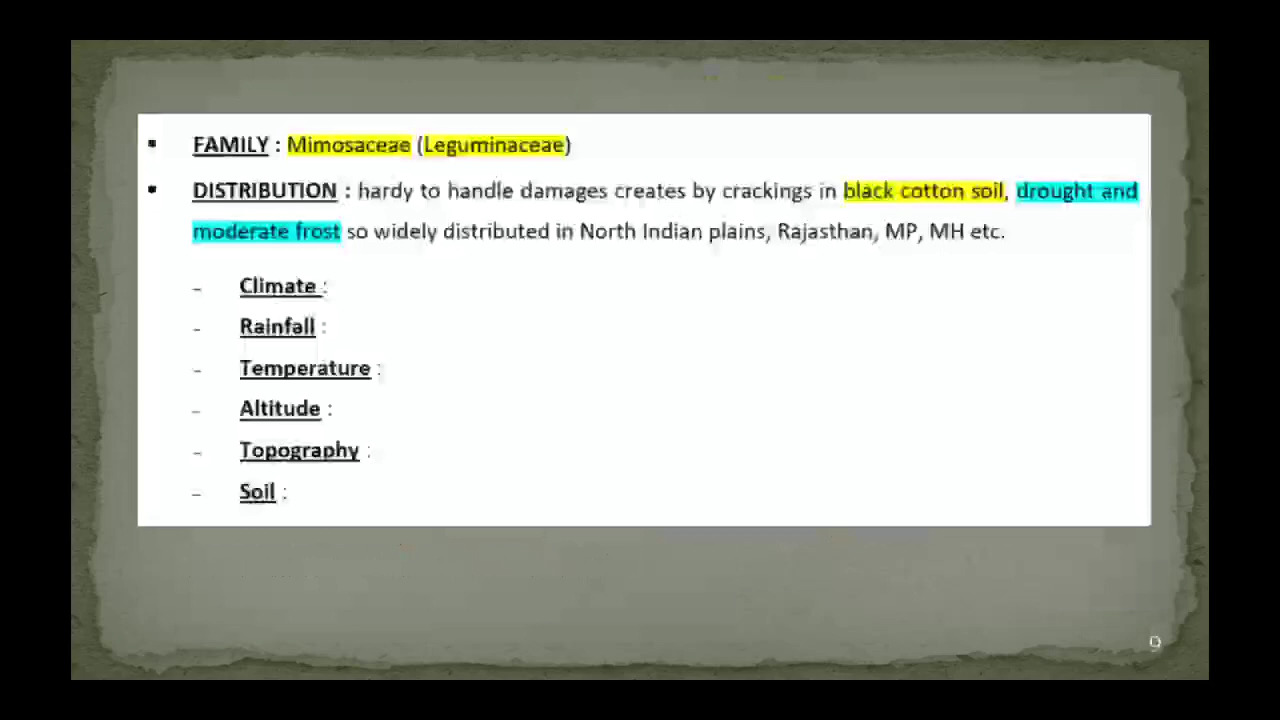 ▪ FAMILY : Mimosaceae (Leguminaceae)
▪ DISTRIBUTION : hardy to handle damages creates by crackings in black cotton soil, drought and
moderate frost so widely distributed in North Indian plains, Rajasthan, MP, MH etc.
- Climate :
- Rainfall :
- Temperature :
- Altitude :
- Topography :
- Soil :
9